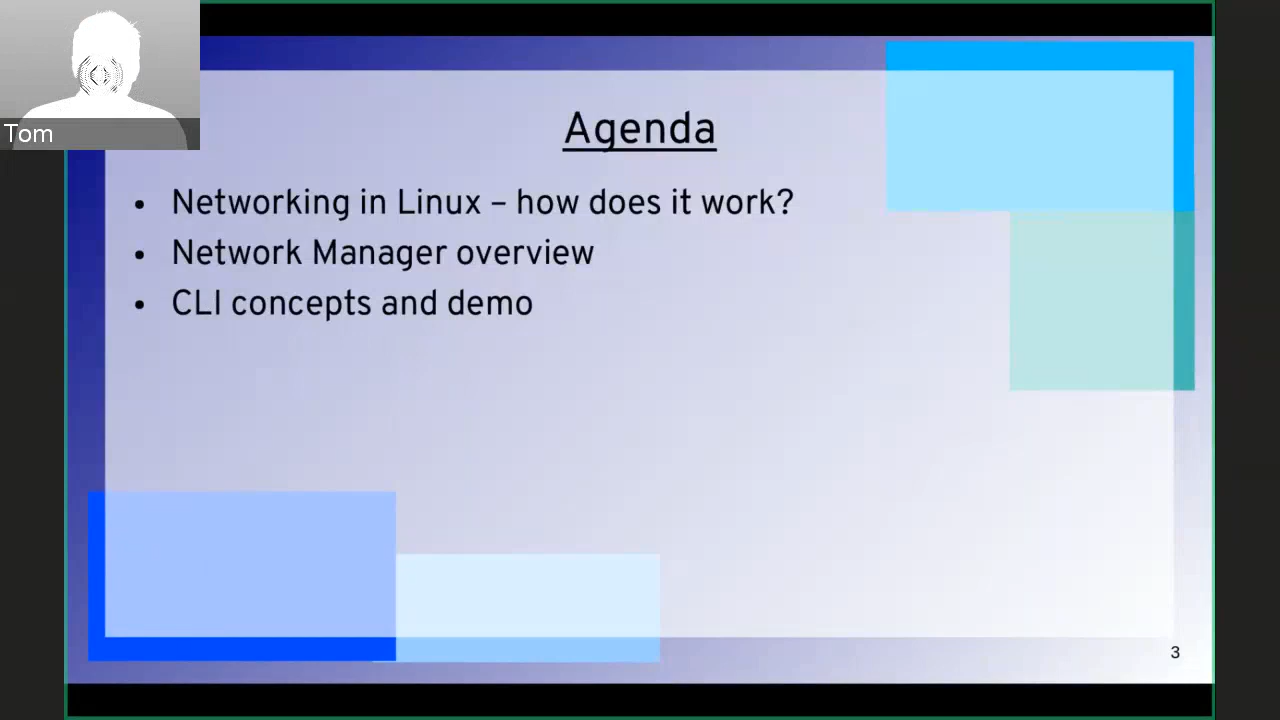 Tom
Agenda
• Networking in Linux – how does it work?
• Network Manager overview
• CLI concepts and demo
3